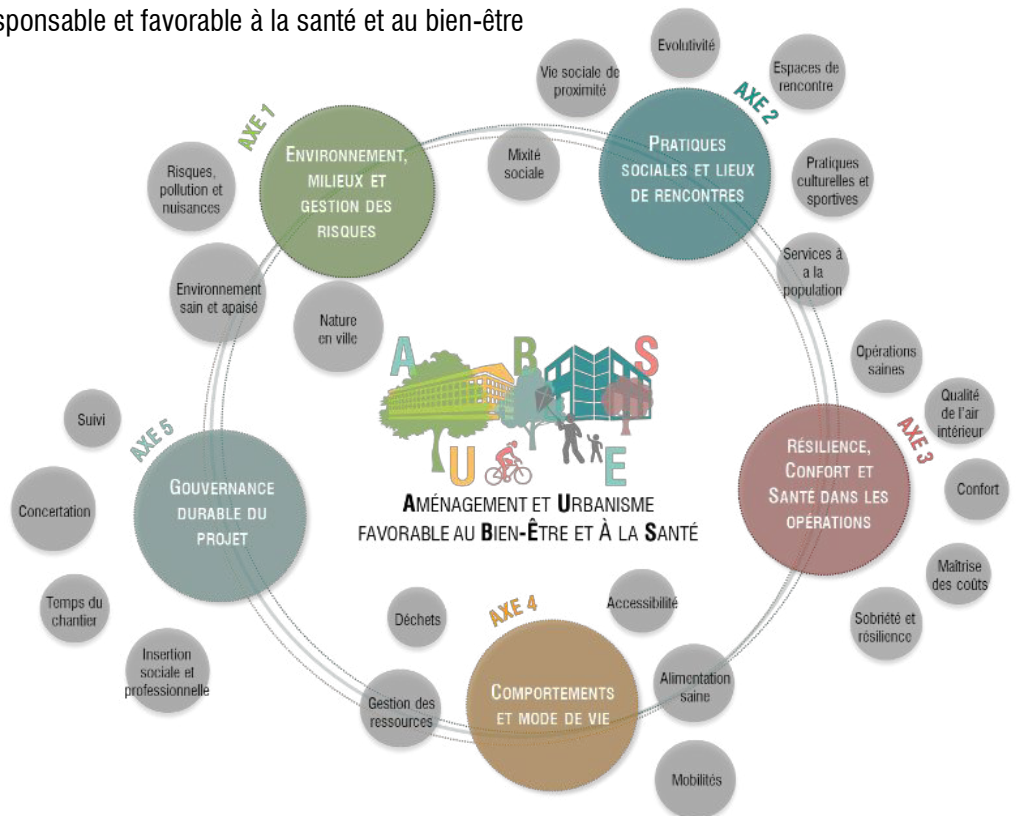 sponsable et favorable à la santé et au bien-être
AXE 1
ENVIRONNEMENT,
MILIEUX ET
GESTION DES
RISQUES
Risques,
pollution et
nuisances
Environnement
sain et apaisé
Nature
en ville
AXE 2
PRATIQUES
SOCIALES ET LIEUX
DE RENCONTRES
Mixité
sociale
Vie sociale de
proximité
Evolutivité
Espaces de
rencontre
Pratiques
culturelles et
sportives
Services à
a la
population
AXE 3
RÉSILIENCE,
CONFORT ET
SANTÉ DANS LES
OPÉRATIONS
Opérations
saines
Qualité
de l'air
intérieur
Confort
Maîtrise
des coûts
Sobriété et
résilience
A B S
U E
AMÉNAGEMENT ET URBANISME
FAVORABLE AU BIEN-ÊTRE ET À LA SANTÉ
AXE 4
COMPORTEMENTS
ET MODE DE VIE
Accessibilité
Alimentation
saine
Mobilités
Gestion des
ressources
Déchets
AXE 5
GOUVERNANCE
DURABLE DU
PROJET
Suivi
Concertation
Temps du
chantier
Insertion
sociale et
professionnelle